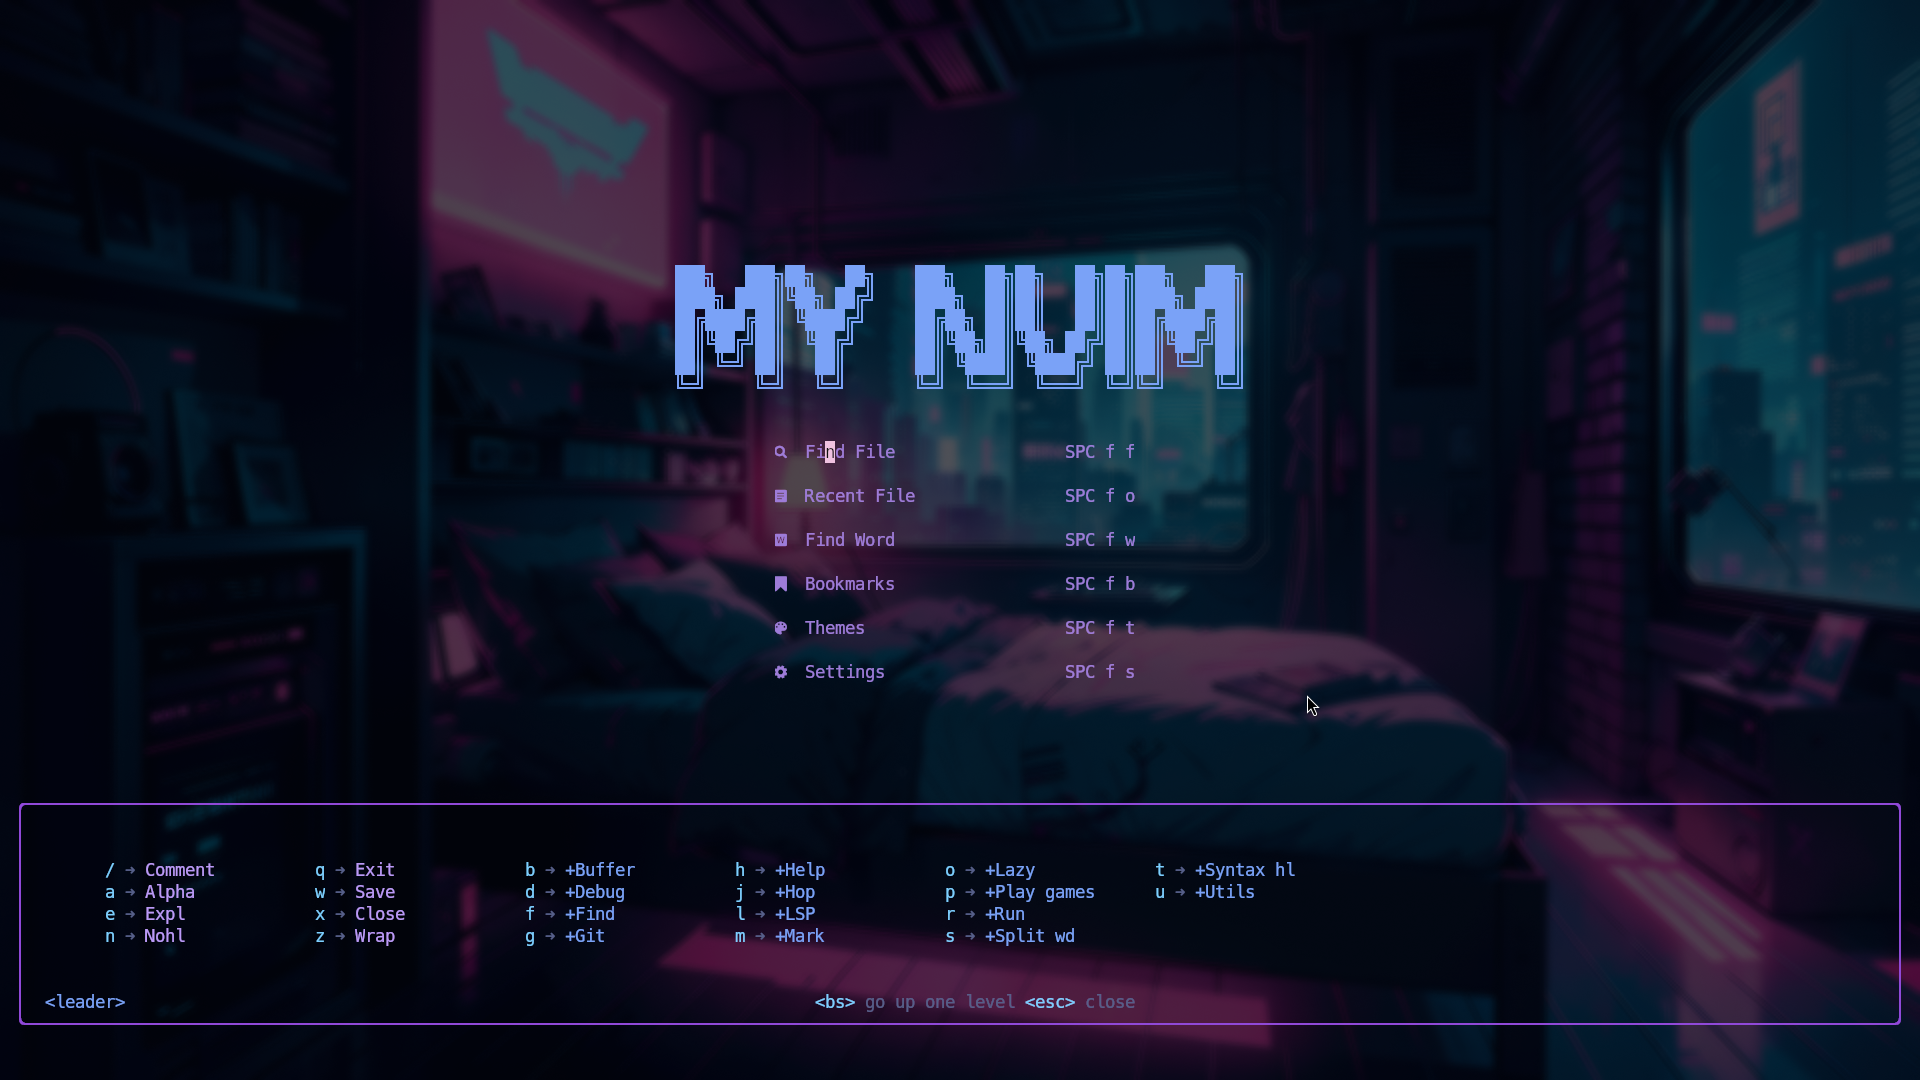 MY NVIM
Find File SPC f f
Recent File SPC f o
Find Word SPC f w
Bookmarks SPC f b
Themes SPC f t
Settings SPC f s
/ → Comment q → Exit b → +Buffer h → +Help o → +Lazy t → +Syntax hl
a → Alpha w → Save d → +Debug j → +Hop p → +Play games u → +Utils
e → Expl x → Close f → +Find l → +LSP r → +Run
n → Nohl z → Wrap g → +Git m → +Mark s → +Split wd
<leader> <bs> go up one level <esc> close